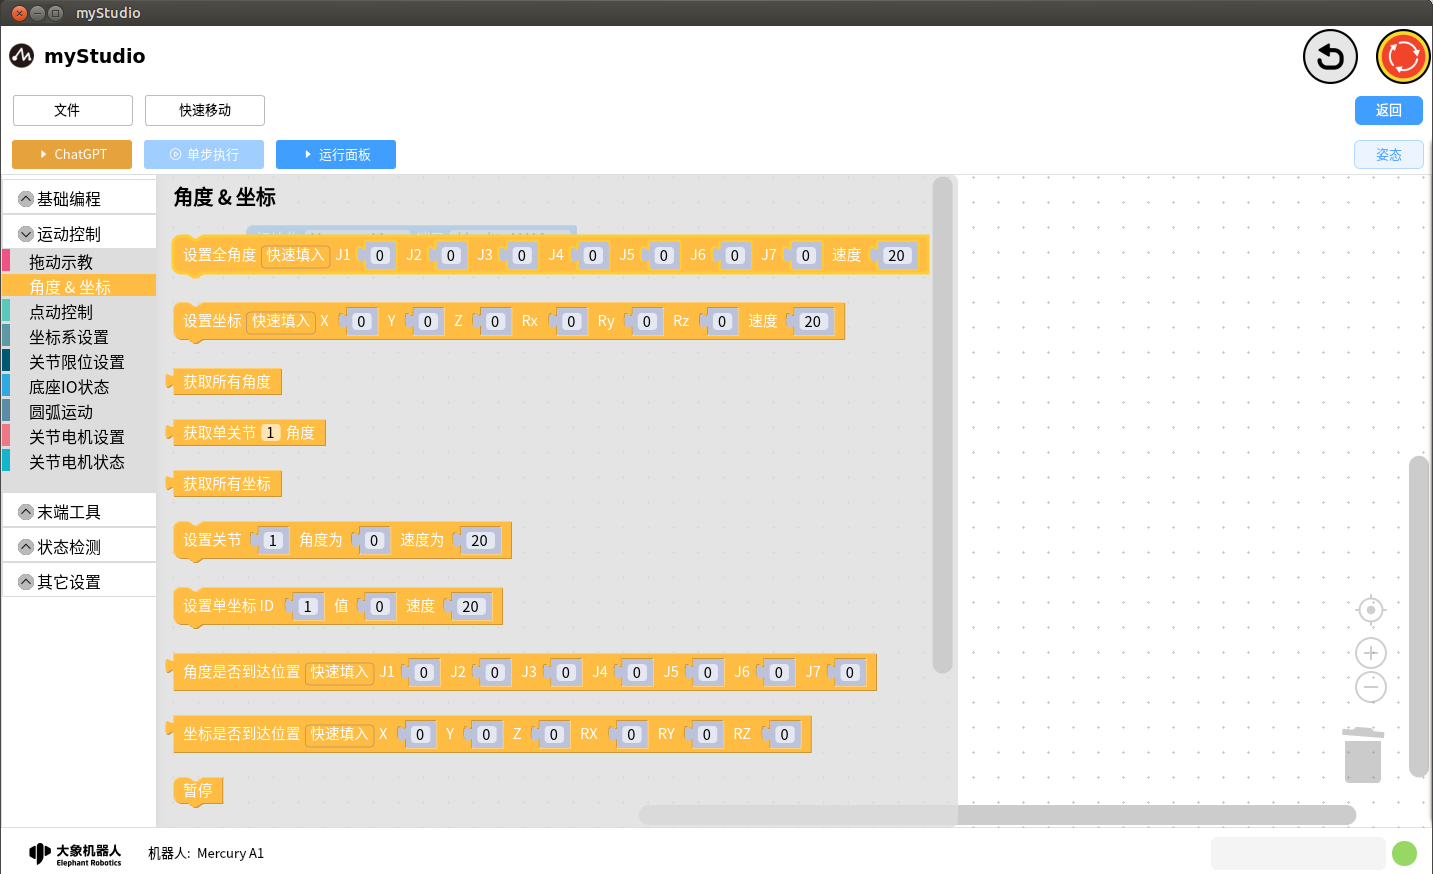 myStudio
myStudio
文件
快速移动
返回
ChatGPT
单步执行
运行面板
姿态
基础编程
运动控制
拖动示教
角度 & 坐标
点动控制
坐标系设置
关节限位设置
底座IO状态
圆弧运动
关节电机设置
关节电机状态
末端工具
状态检测
其它设置
角度 & 坐标
设置全角度 快速填入 J1 0 J2 0 J3 0 J4 0 J5 0 J6 0 J7 0 速度 20
设置坐标 快速填入 X 0 Y 0 Z 0 Rx 0 Ry 0 Rz 0 速度 20
获取所有角度
获取单关节 1 角度
获取所有坐标
设置关节 1 角度为 0 速度为 20
设置单坐标 ID 1 值 0 速度 20
角度是否到达位置 快速填入 J1 0 J2 0 J3 0 J4 0 J5 0 J6 0 J7 0
坐标是否到达位置 快速填入 X 0 Y 0 Z 0 RX 0 RY 0 RZ 0
暂停
大象机器人
Elephant Robotics
机器人: Mercury A1